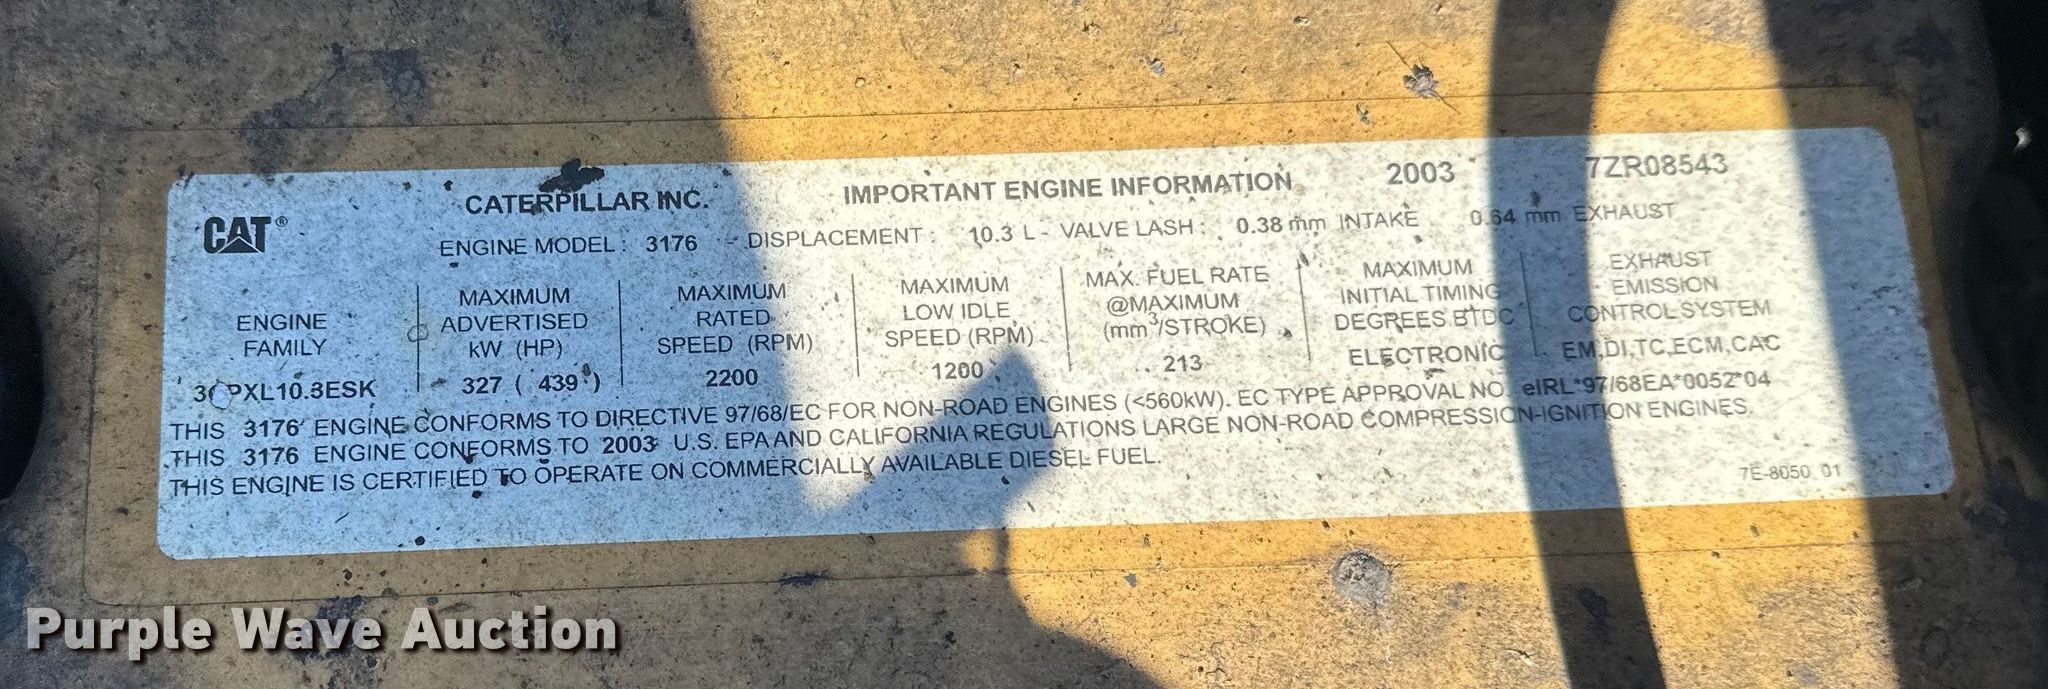 CATERPILLAR INC. IMPORTANT ENGINE INFORMATION 2003 7ZR08543
CAT®
ENGINE MODEL: 3176 - DISPLACEMENT: 10.3 L - VALVE LASH: 0.38 mm INTAKE 0.64 mm EXHAUST
ENGINE
FAMILY
MAXIMUM
ADVERTISED
kW (HP)
327 ( 439 )
MAXIMUM
RATED
SPEED (RPM)
2200
MAXIMUM
LOW IDLE
SPEED (RPM)
1200
MAX. FUEL RATE
@MAXIMUM
(mm³/STROKE)
213
MAXIMUM
INITIAL TIMING
DEGREES BTDC
ELECTRONIC
EXHAUST
EMISSION
CONTROL SYSTEM
EM,DI,TC,ECM,CAC
THIS 3176 ENGINE CONFORMS TO DIRECTIVE 97/68/EC FOR NON-ROAD ENGINES (<560kW). EC TYPE APPROVAL NO. eIRL*97/68EA*0052*04
THIS 3176 ENGINE CONFORMS TO 2003 U.S. EPA AND CALIFORNIA REGULATIONS LARGE NON-ROAD COMPRESSION-IGNITION ENGINES.
THIS ENGINE IS CERTIFIED TO OPERATE ON COMMERCIALLY AVAILABLE DIESEL FUEL.
7E-8050 01
Purple Wave Auction